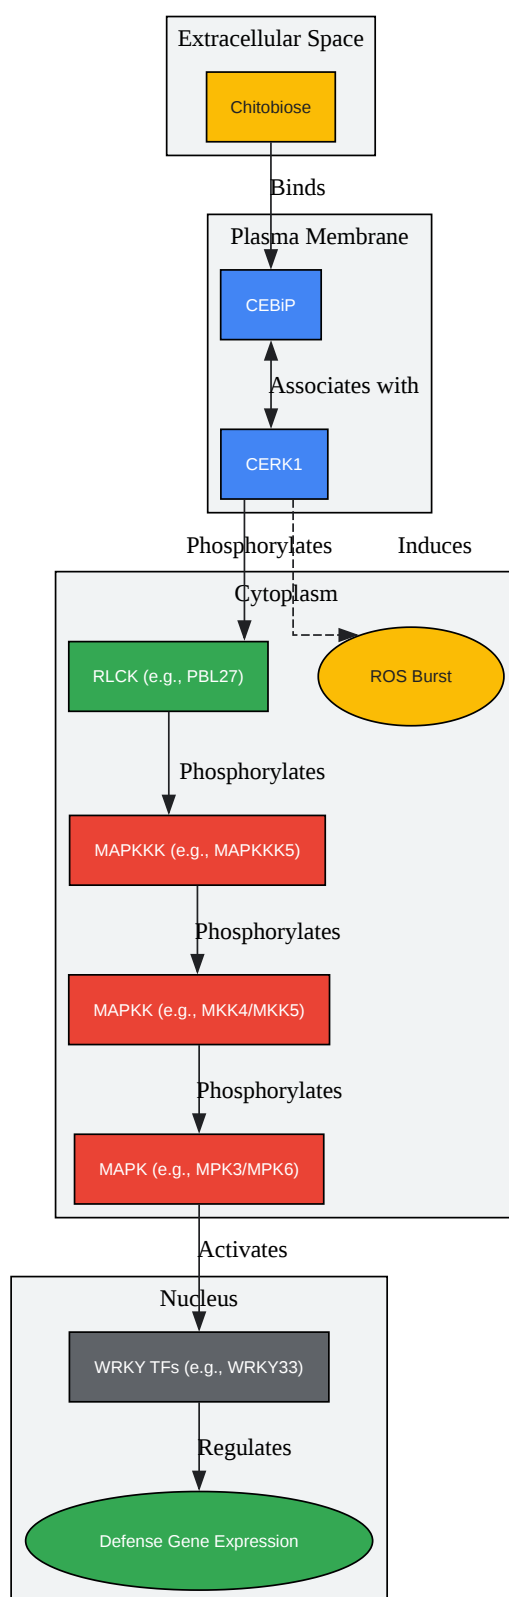 Extracellular Space
Chitobiose
Binds
Plasma Membrane
CEBiP
Associates with
CERK1
Phosphorylates
Induces
Cytoplasm
RLCK (e.g., PBL27)
ROS Burst
Phosphorylates
MAPKKK (e.g., MAPKKK5)
Phosphorylates
MAPKK (e.g., MKK4/MKK5)
Phosphorylates
MAPK (e.g., MPK3/MPK6)
Activates
Nucleus
WRKY TFs (e.g., WRKY33)
Regulates
Defense Gene Expression